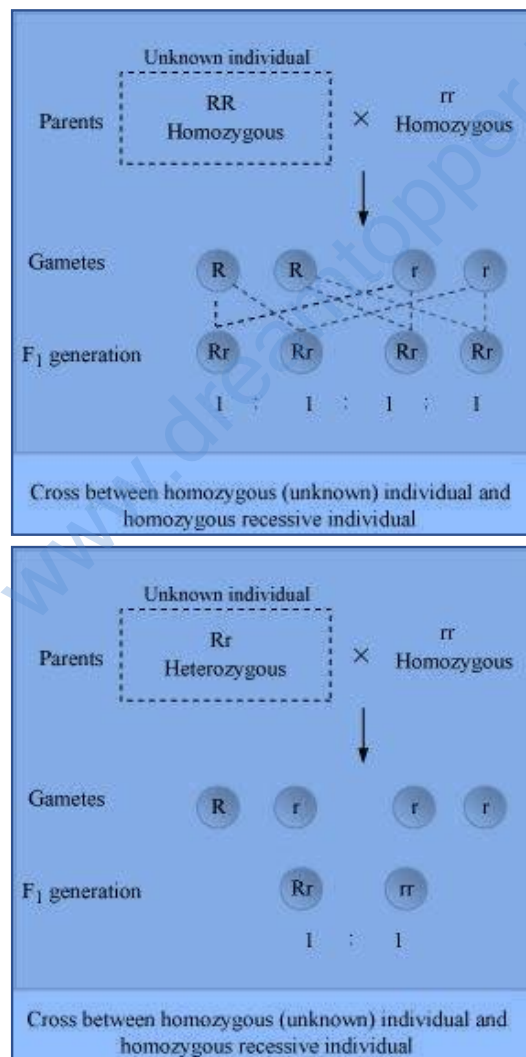 Unknown individual
RR
Homozygous
Parents
×
rr
Homozygous
Gametes
R R r r
F1 generation
Rr Rr Rr Rr
1 : 1 : 1 : 1
Cross between homozygous (unknown) individual and
homozygous recessive individual
Unknown individual
Rr
Heterozygous
Parents
×
rr
Homozygous
Gametes
R r r r
F1 generation
Rr rr
1 : 1
Cross between homozygous (unknown) individual and
homozygous recessive individual
www.dreamtopper